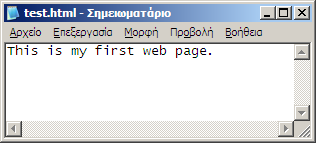 test.html - Σημειωματάριο
Αρχείο Επεξεργασία Μορφή Προβολή Βοήθεια
This is my first web page.